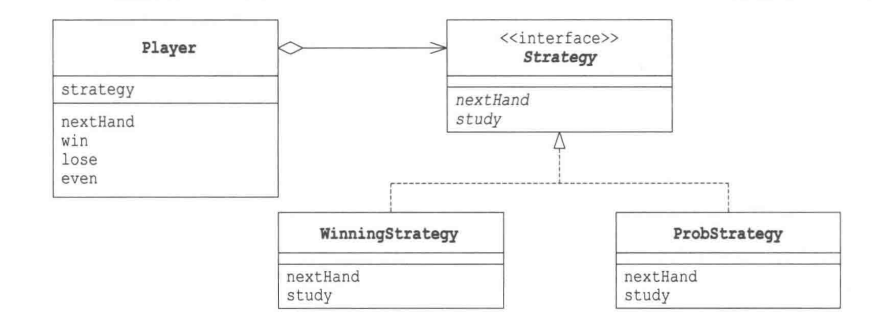 Player
strategy
nextHand
win
lose
even
<<interface>>
Strategy
nextHand
study
WinningStrategy
nextHand
study
ProbStrategy
nextHand
study